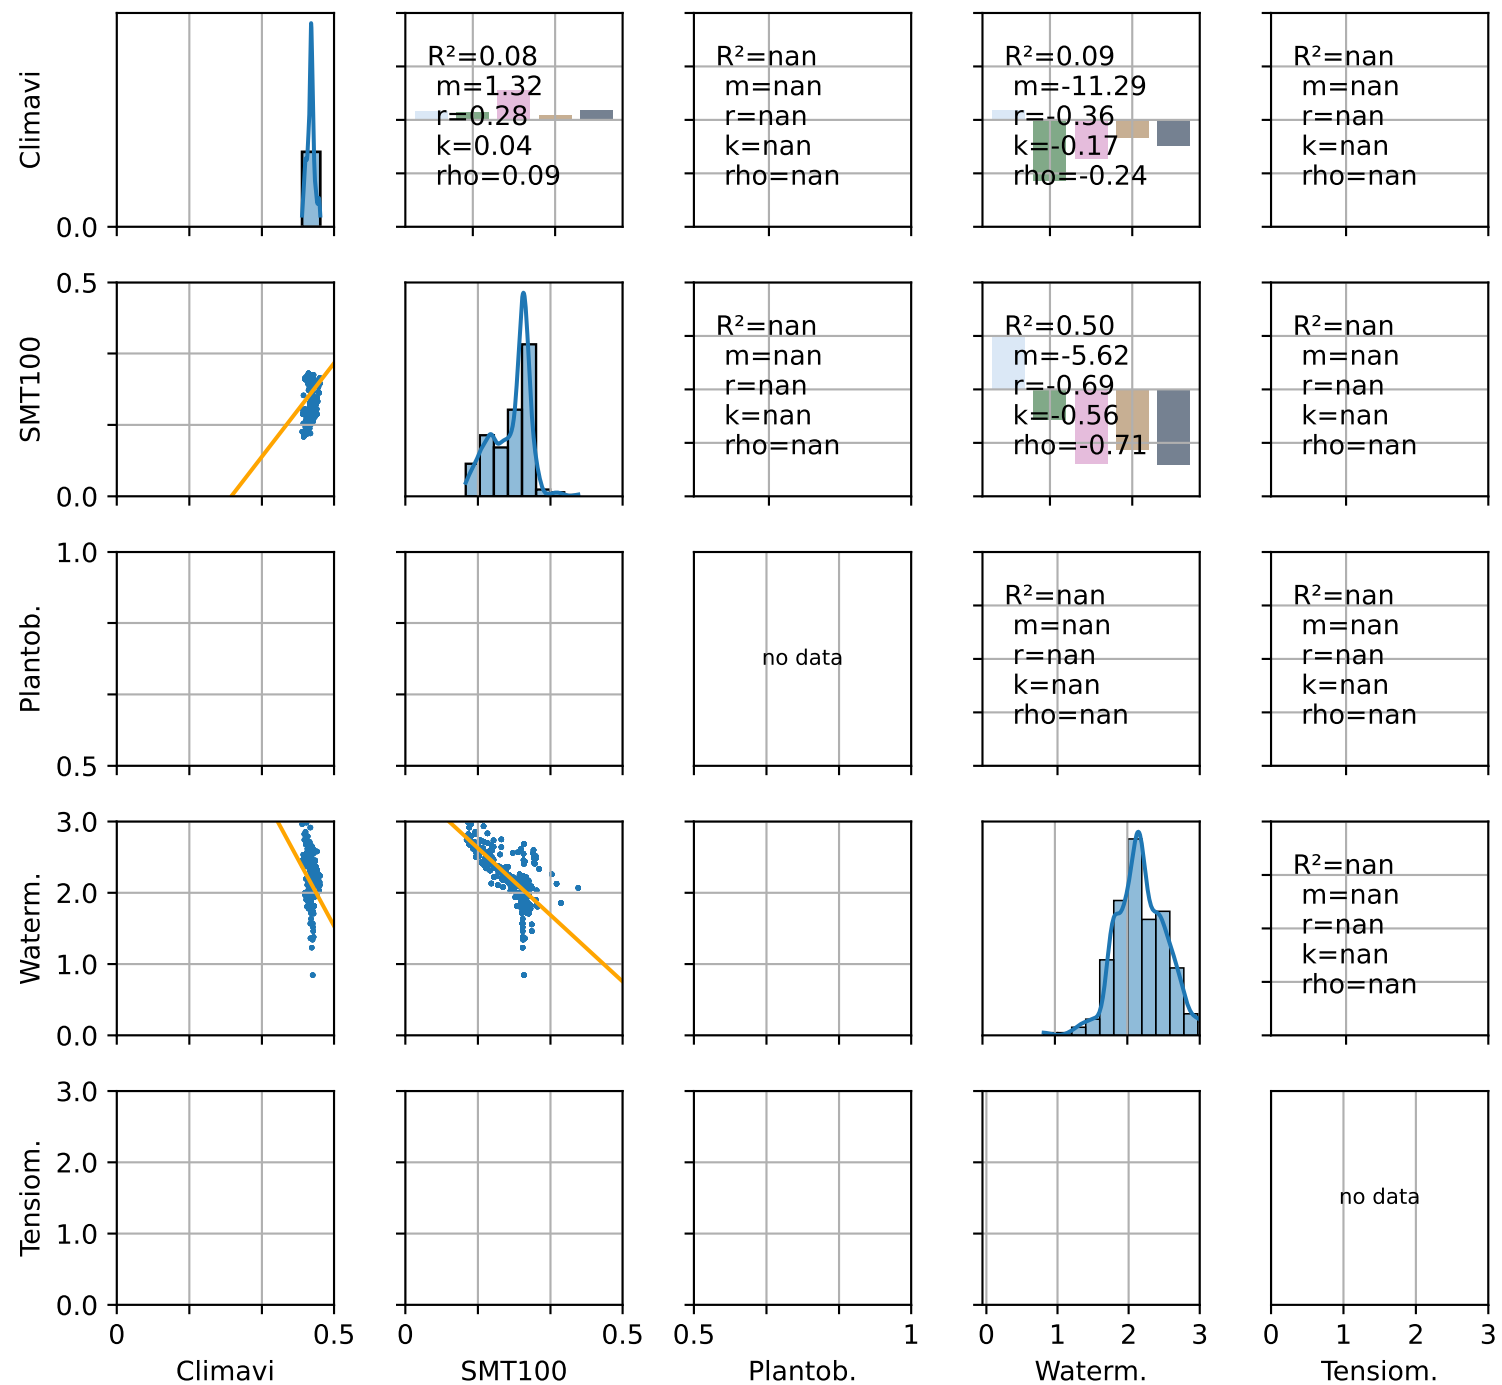 Climavi
0.0
R²=0.08
m=1.32
r=0.28
k=0.04
rho=0.09
R²=nan
m=nan
r=nan
k=nan
rho=nan
R²=0.09
m=-11.29
r=-0.36
k=-0.17
rho=-0.24
R²=nan
m=nan
r=nan
k=nan
rho=nan
SMT100
0.5
0.0
R²=nan
m=nan
r=nan
k=nan
rho=nan
R²=0.50
m=-5.62
r=-0.69
k=-0.56
rho=-0.71
R²=nan
m=nan
r=nan
k=nan
rho=nan
Plantob.
1.0
0.5
no data
R²=nan
m=nan
r=nan
k=nan
rho=nan
R²=nan
m=nan
r=nan
k=nan
rho=nan
Waterm.
3.0
2.0
1.0
0.0
R²=nan
m=nan
r=nan
k=nan
rho=nan
Tensiom.
3.0
2.0
1.0
0.0
no data
0 0.5 0 0.5 0.5 1 0 1 2 3 0 1 2 3
Climavi SMT100 Plantob. Waterm. Tensiom.